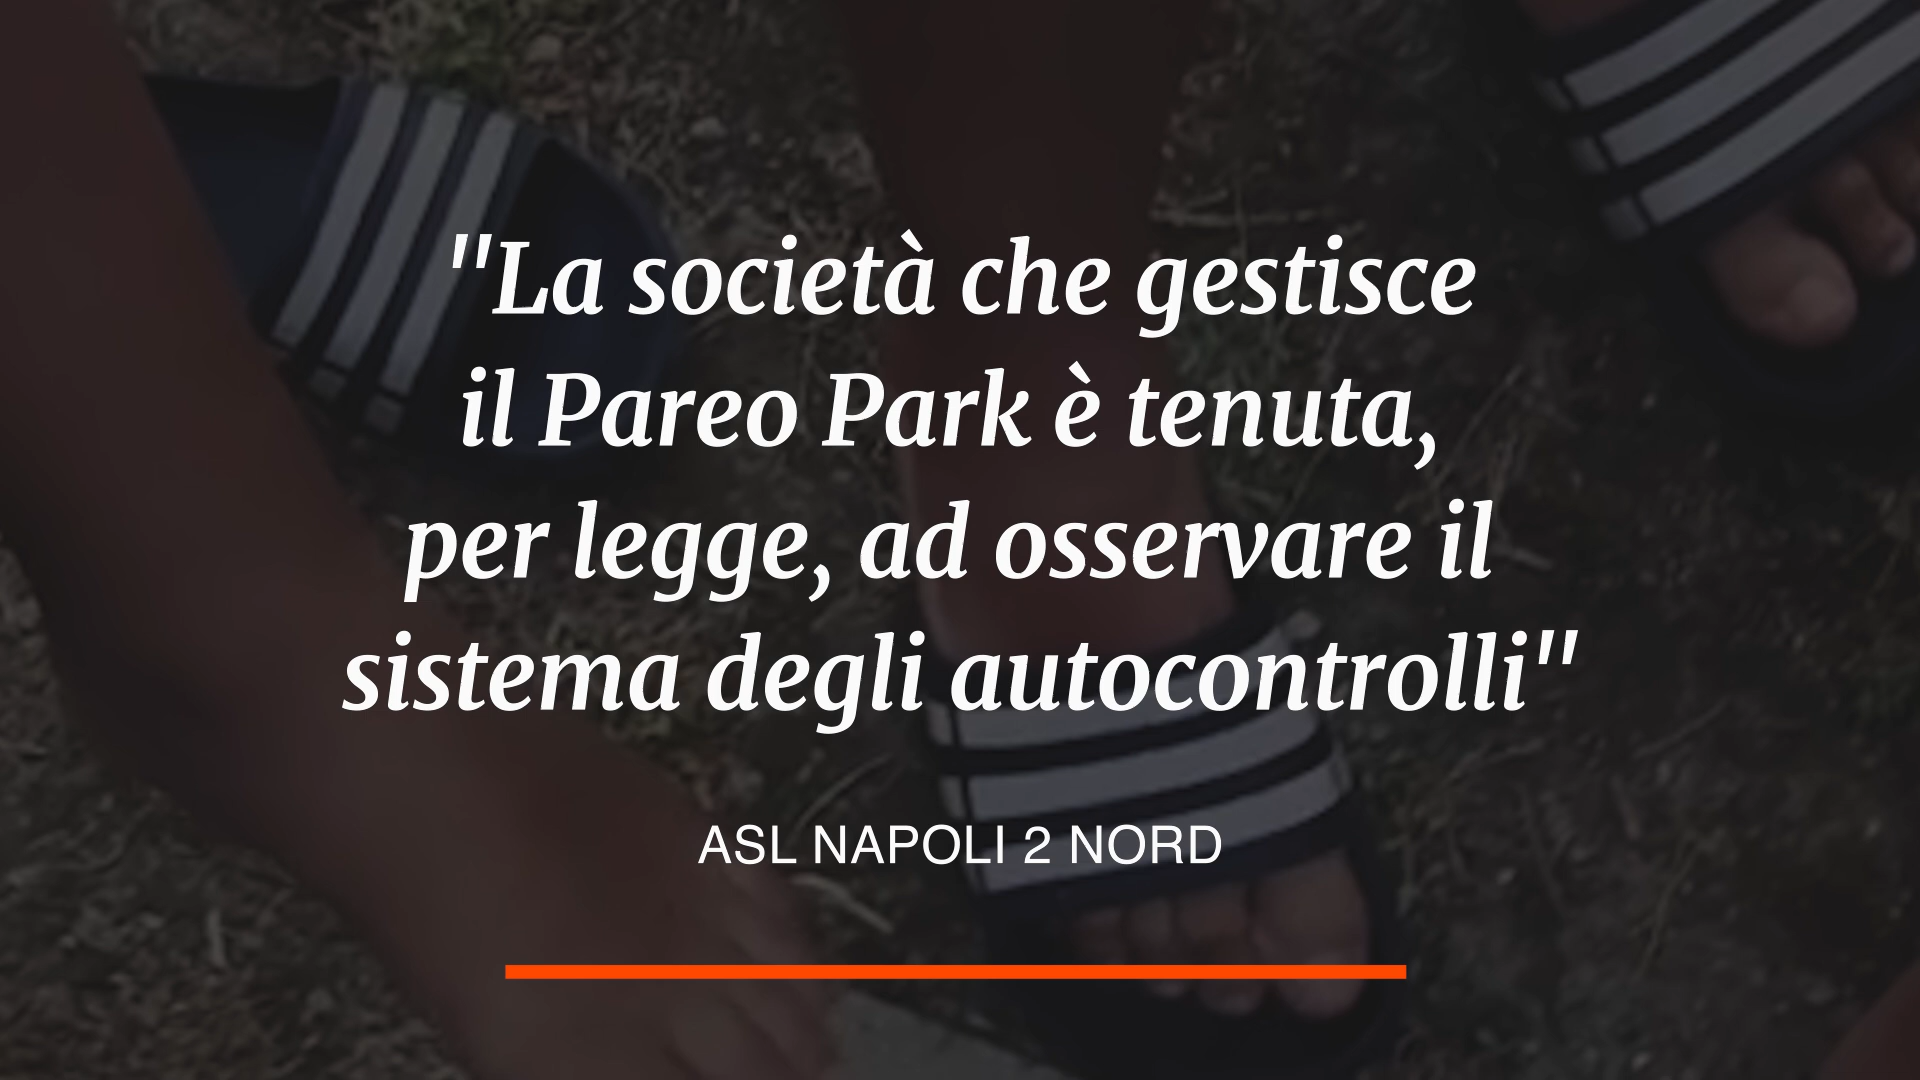 "La società che gestisce
il Pareo Park è tenuta,
per legge, ad osservare il
sistema degli autocontrolli"
ASL NAPOLI 2 NORD